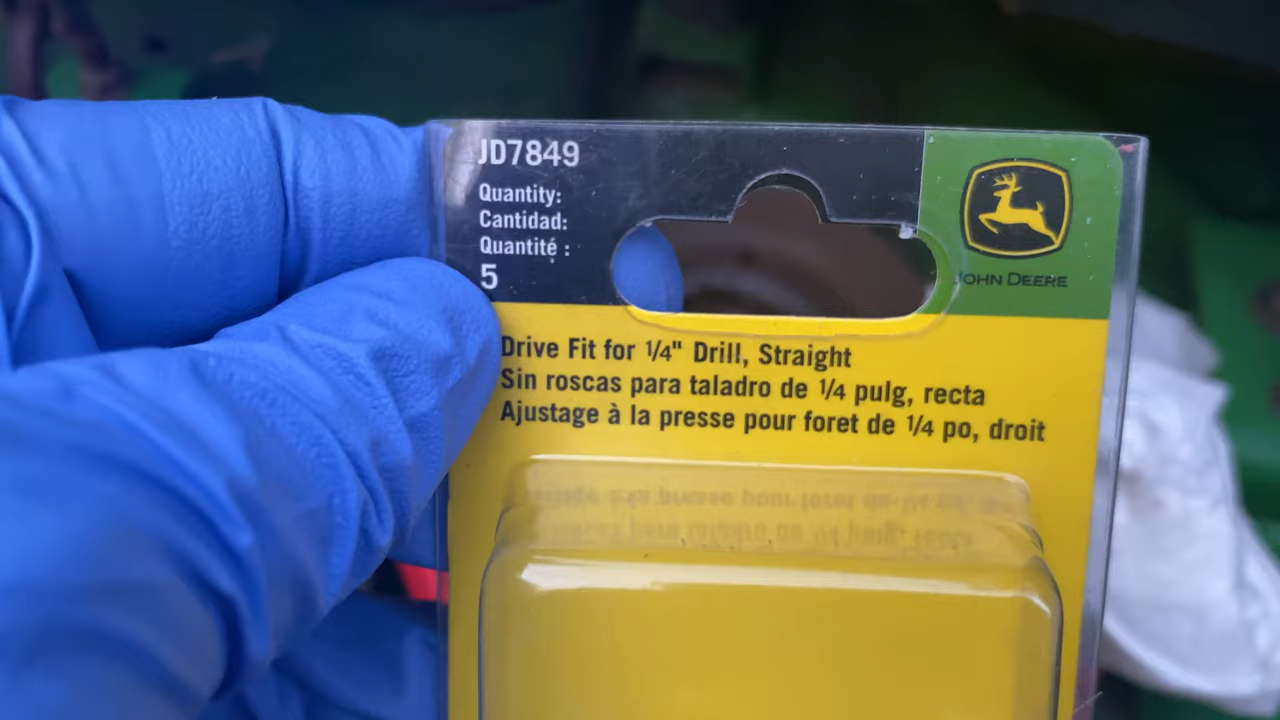 JD7849
Quantity:
Cantidad:
Quantité :
5
JOHN DEERE
Drive Fit for 1/4" Drill, Straight
Sin roscas para taladro de 1/4 pulg, recta
Ajustage à la presse pour foret de 1/4 po, droit